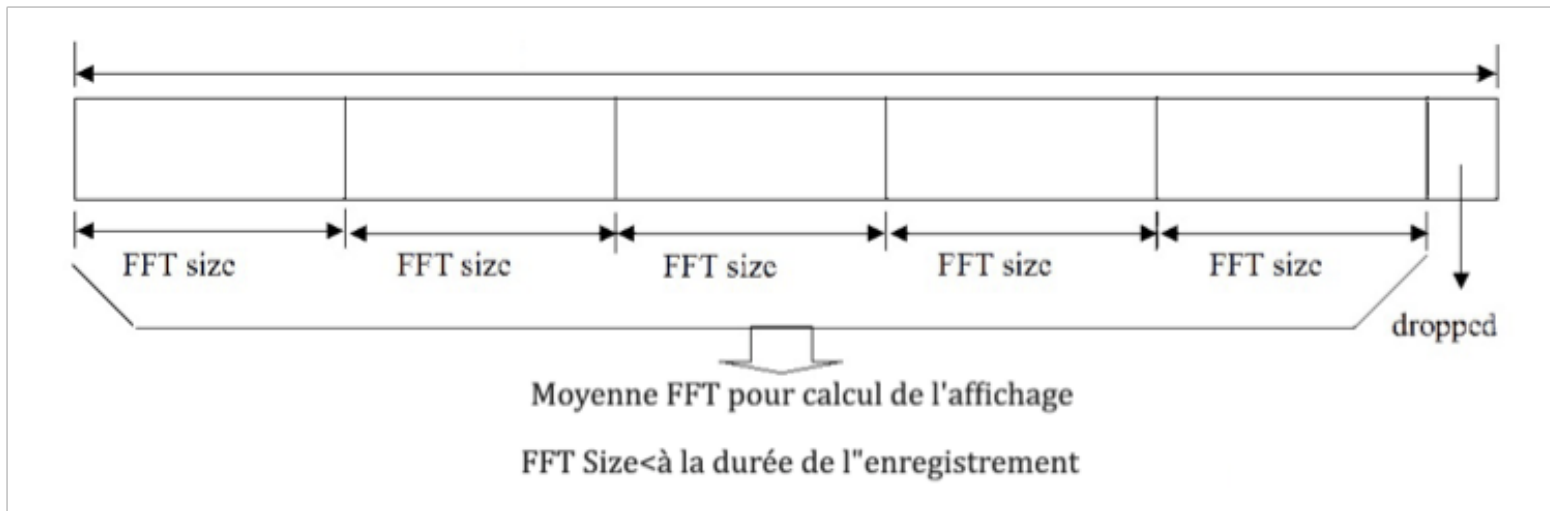 FFT size FFT size FFT size FFT size FFT size
dropped
Moyenne FFT pour calcul de l'affichage
FFT Size<à la durée de l"enregistrement